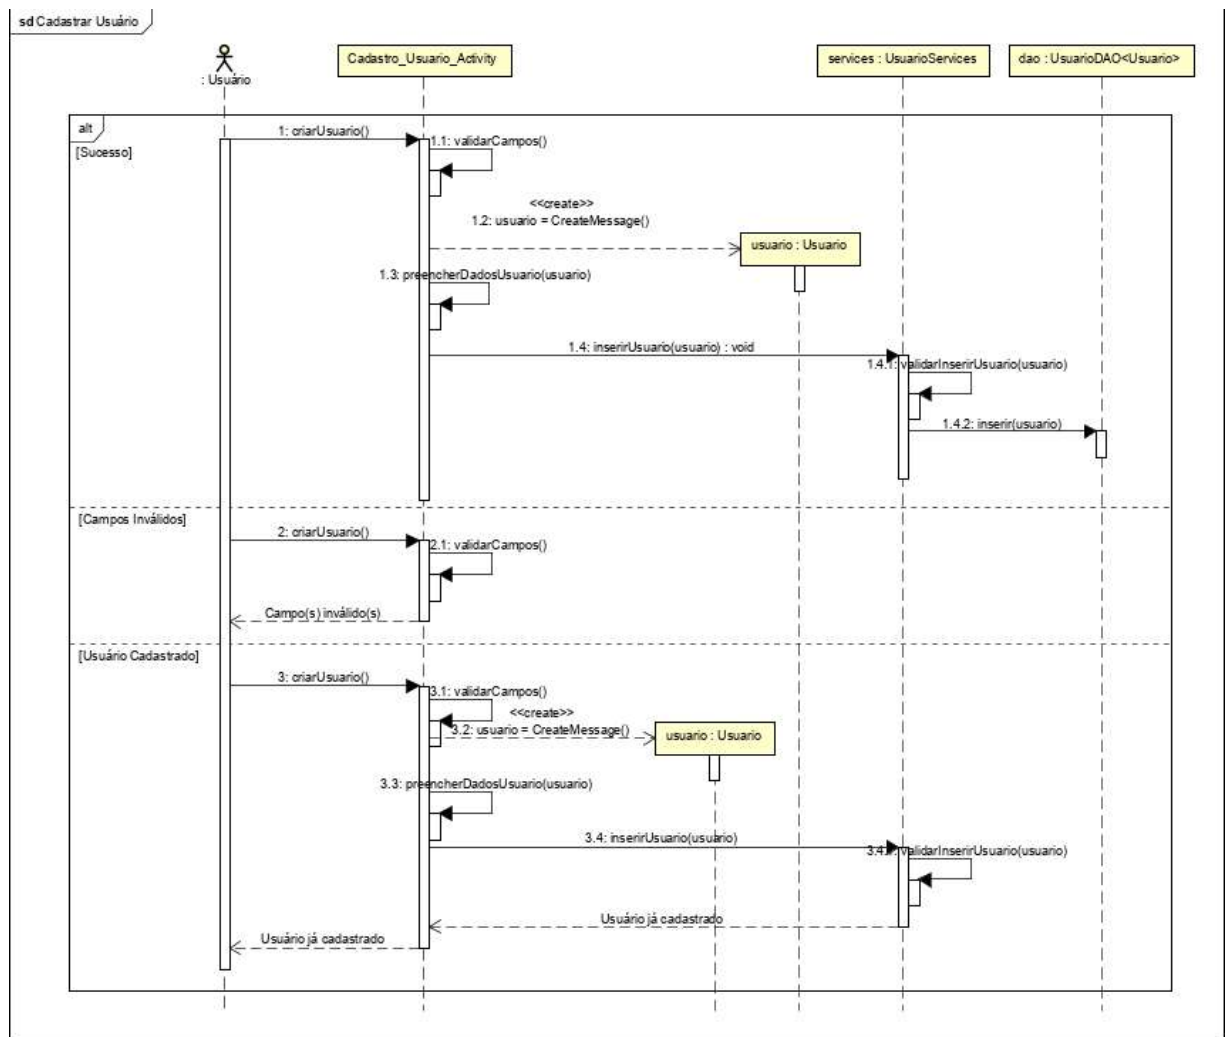 sd Cadastrar Usuário
: Usuário
Cadastro_Usuario_Activity
services : UsuarioServices
dao : UsuarioDAO<Usuario>
alt
[Sucesso]
1: criarUsuario()
1.1: validarCampos()
<<create>>
1.2: usuario = CreateMessage()
usuario : Usuario
1.3: preencherDadosUsuario(usuario)
1.4: inserirUsuario(usuario) : void
1.4.1: validarInserirUsuario(usuario)
1.4.2: inserir(usuario)
[Campos Inválidos]
2: criarUsuario()
2.1: validarCampos()
Campo(s) inválido(s)
[Usuário Cadastrado]
3: criarUsuario()
3.1: validarCampos()
<<create>>
3.2: usuario = CreateMessage()
usuario : Usuario
3.3: preencherDadosUsuario(usuario)
3.4: inserirUsuario(usuario)
3.4.1: validarInserirUsuario(usuario)
Usuário já cadastrado
Usuário já cadastrado